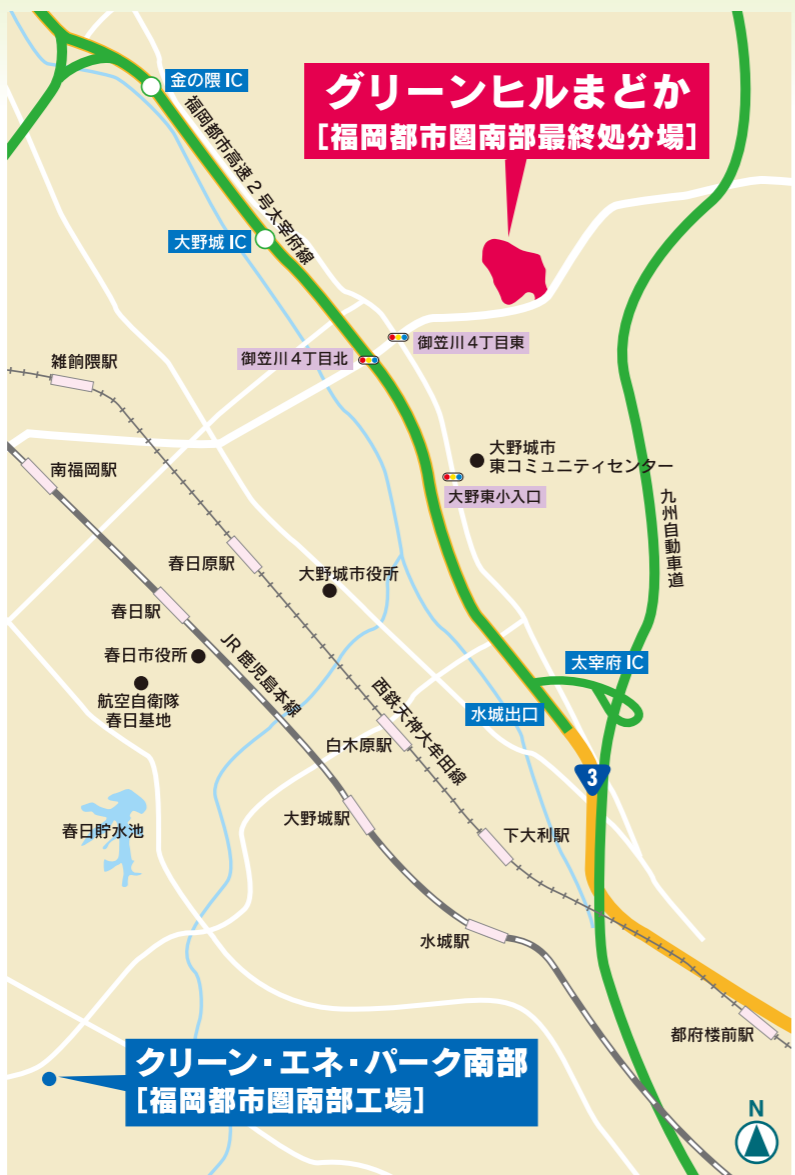 金の隈 IC
グリーンヒルまどか
[福岡都市圏南部最終処分場]
福岡都市高速2号太宰府線
大野城 IC
御笠川4丁目東
御笠川4丁目北
雑餉隈駅
大野城市
東コミュニティセンター
南福岡駅
大野東小入口
九州自動車道
春日原駅
大野城市役所
春日駅
春日市役所
JR 鹿児島本線
太宰府 IC
航空自衛隊
春日基地
西鉄天神大牟田線
水城出口
白木原駅
3
大野城駅
春日貯水池
下大利駅
水城駅
都府楼前駅
クリーン・エネ・パーク南部
[福岡都市圏南部工場]
N